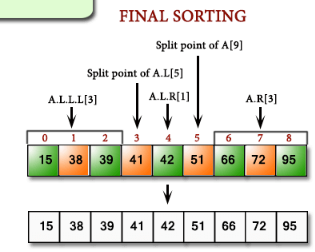 FINAL SORTING
Split point of A[9]
Split point of A.L[5]
A.L.L.L[3] A.L.R[1] A.R[3]
0 1 2 3 4 5 6 7 8
15 38 39 41 42 51 66 72 95
15 38 39 41 42 51 66 72 95